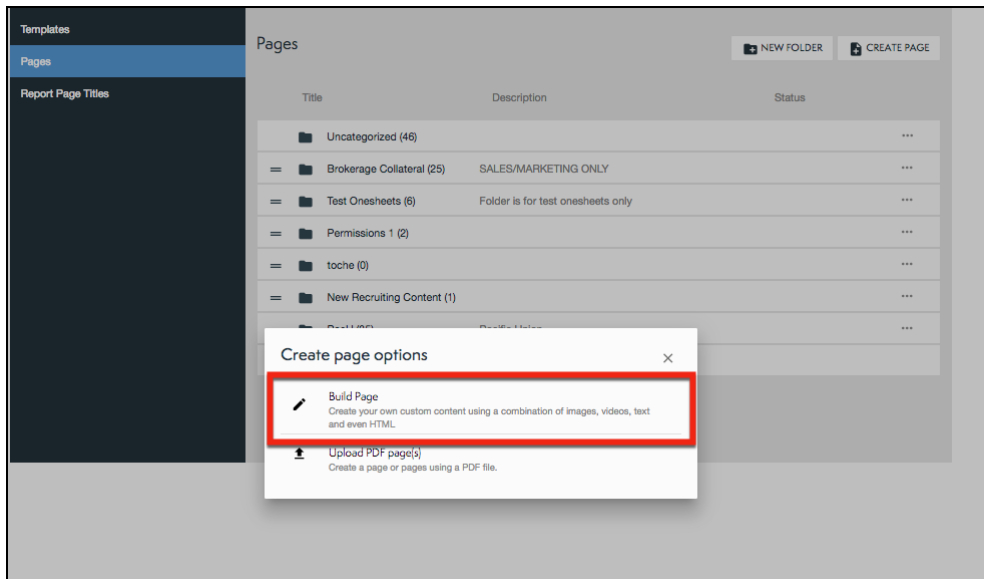 Templates
Pages
Report Page Titles
Pages
NEW FOLDER
CREATE PAGE
Title Description Status
Uncategorized (46)
Brokerage Collateral (25) SALES/MARKETING ONLY
Test Onesheets (6) Folder is for test onesheets only
Permissions 1 (2)
toche (0)
New Recruiting Content (1)
Create page options
Build Page
Create your own custom content using a combination of images, videos, text
and even HTML
Upload PDF page(s)
Create a page or pages using a PDF file.